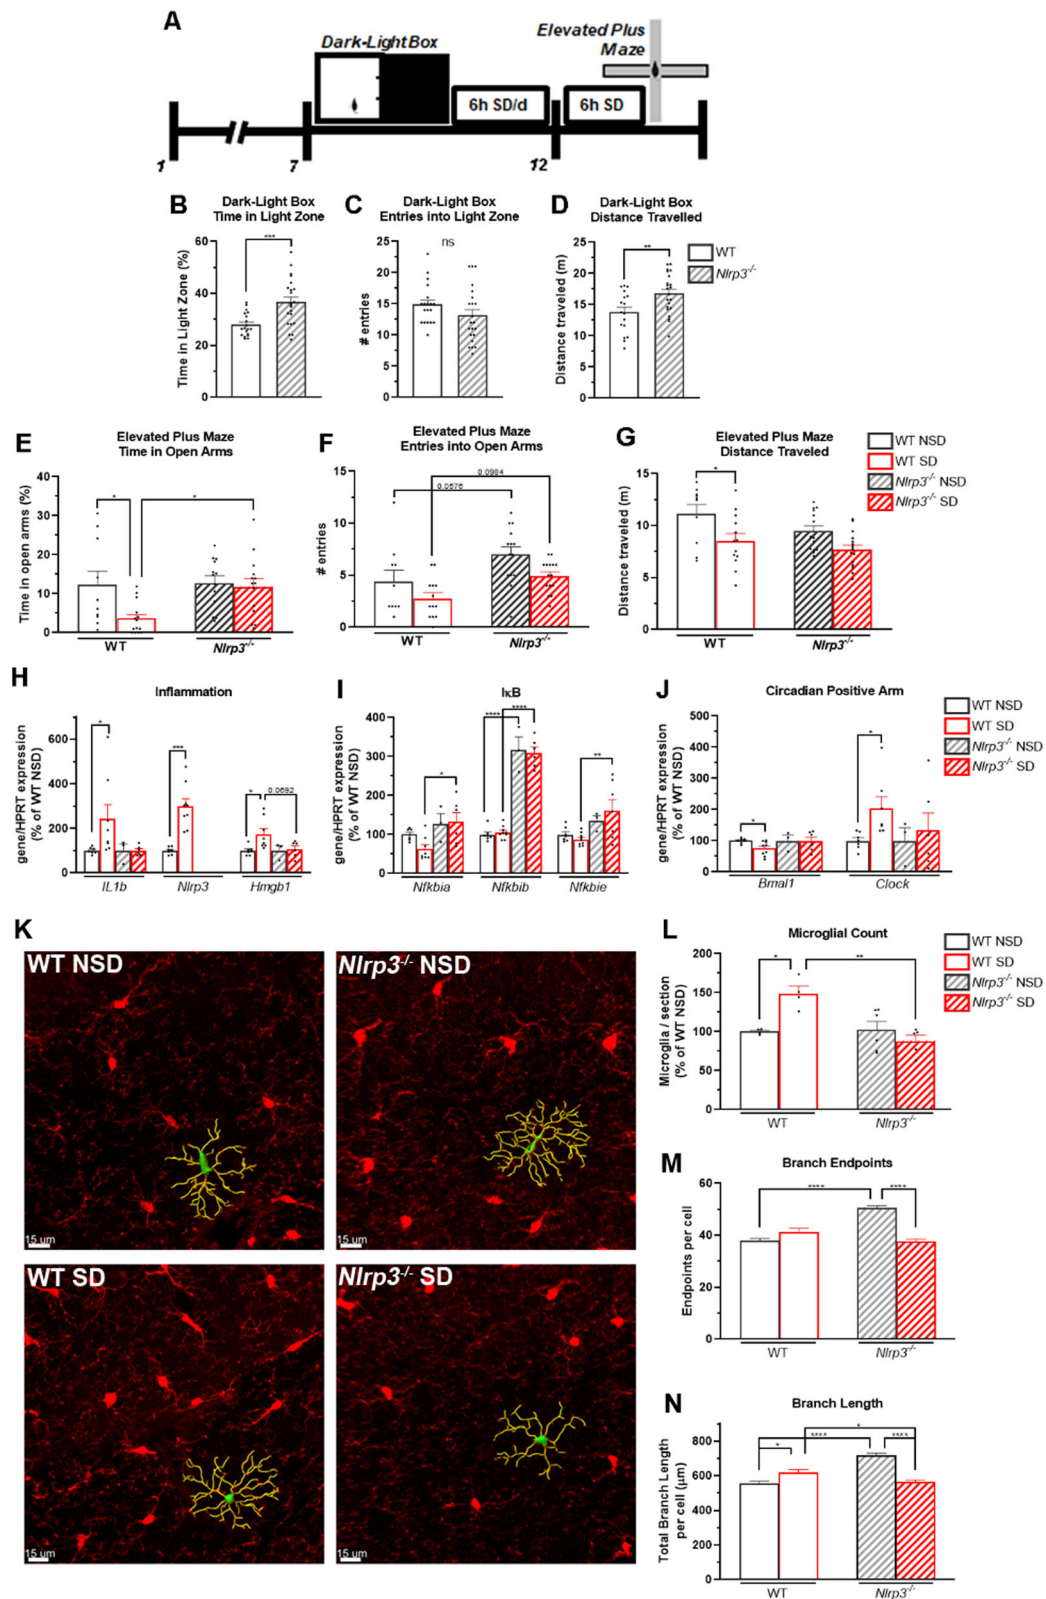 A
Dark-Light Box
Elevated Plus
Maze
6h SD/d
6h SD
1
7
12
B
Dark-Light Box
Time in Light Zone
***
Time in Light Zone (%)
60
40
20
0
C
Dark-Light Box
Entries into Light Zone
ns
# entries
25
20
15
10
5
0
D
Dark-Light Box
Distance Travelled
**
Distance traveled (m)
25
20
15
10
5
0
WT
Nlrp3-/-
E
Elevated Plus Maze
Time in Open Arms
*
*
Time in open arms (%)
40
30
20
10
0
WT
Nlrp3-/-
F
Elevated Plus Maze
Entries into Open Arms
0.0984
0.0576
# entries
15
10
5
0
WT
Nlrp3-/-
G
Elevated Plus Maze
Distance Traveled
*
Distance traveled (m)
15
10
5
0
WT
Nlrp3-/-
WT NSD
WT SD
Nlrp3-/- NSD
Nlrp3-/- SD
H
Inflammation
gene/HPRT expression
(% of WT NSD)
600
400
200
0
*
***
*
0.0692
IL1b
Nlrp3
Hmgb1
I
IκB
gene/HPRT expression
(% of WT NSD)
400
300
200
100
0
*
****
****
**
Nfkbia
Nfkbib
Nfkbie
J
Circadian Positive Arm
gene/HPRT expression
(% of WT NSD)
500
400
300
200
100
0
*
*
Bmal1
Clock
WT NSD
WT SD
Nlrp3-/- NSD
Nlrp3-/- SD
K
WT NSD
15 µm
Nlrp3-/- NSD
15 µm
WT SD
15 µm
Nlrp3-/- SD
15 µm
L
Microglial Count
Microglia / section
(% of WT NSD)
200
150
100
50
0
*
**
WT
Nlrp3-/-
WT NSD
WT SD
Nlrp3-/- NSD
Nlrp3-/- SD
M
Branch Endpoints
Endpoints per cell
60
40
20
0
****
****
WT
Nlrp3-/-
N
Branch Length
Total Branch Length
per cell (µm)
800
600
400
200
0
*
****
****
*
WT
Nlrp3-/-